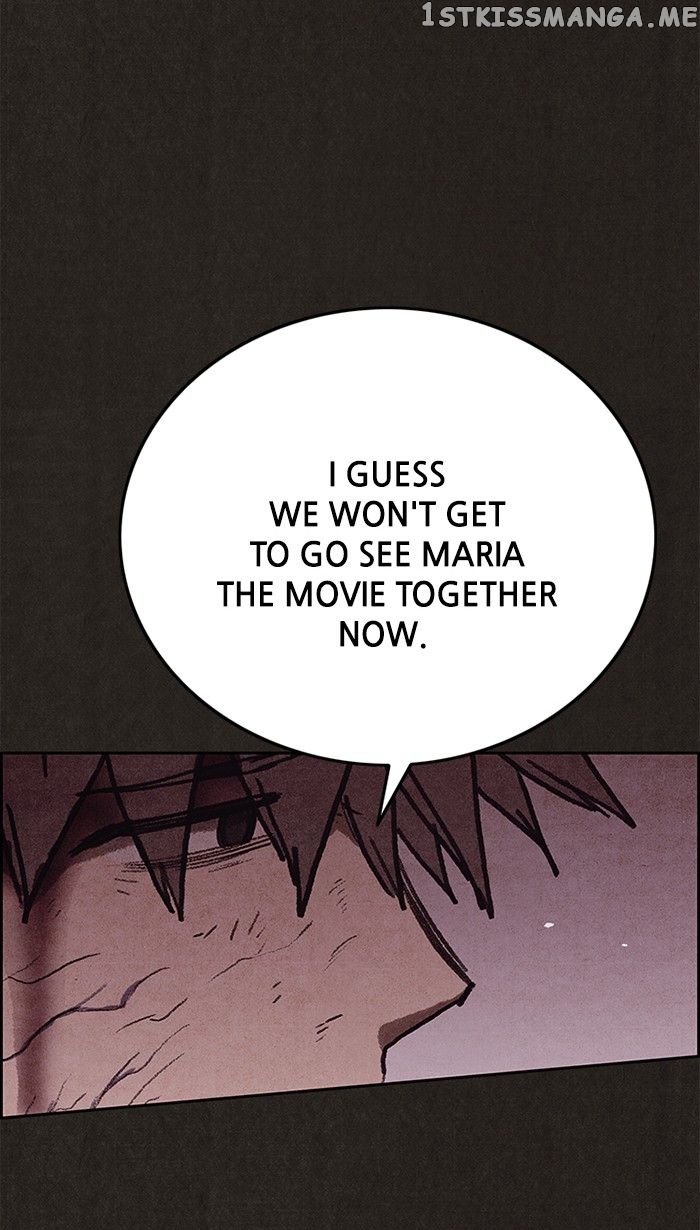 1STKISSMANGA.ME
I GUESS
WE WON'T GET
TO GO SEE MARIA
THE MOVIE TOGETHER
NOW.